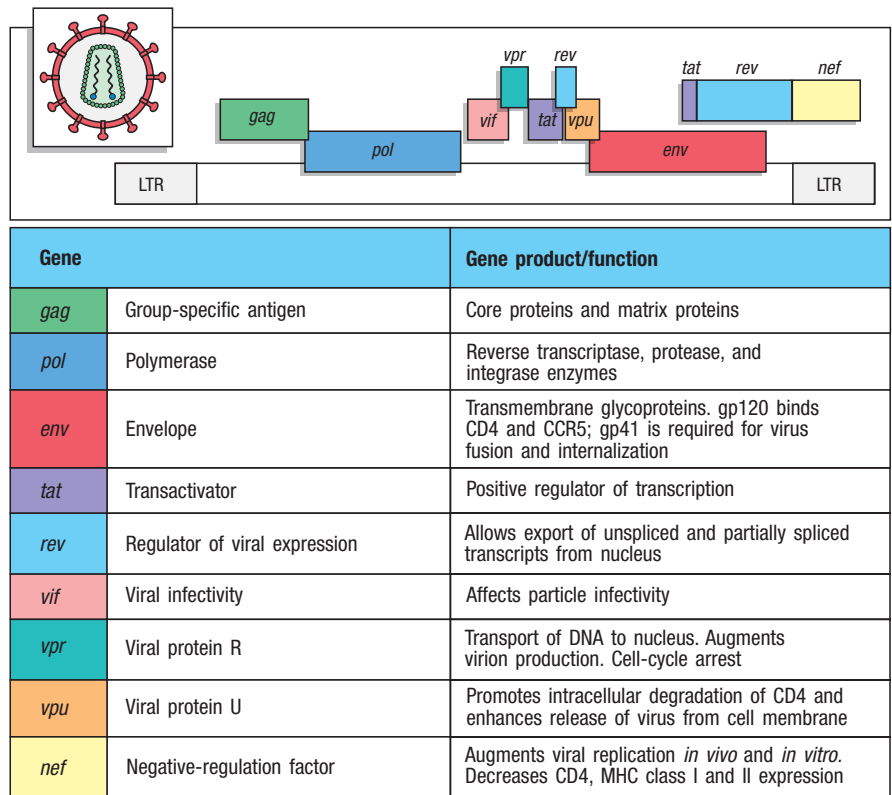 vpr rev
tat rev nef
gag vif tat vpu
pol env
LTR LTR
Gene Gene product/function
gag Group-specific antigen Core proteins and matrix proteins
pol Polymerase Reverse transcriptase, protease, and
integrase enzymes
env Envelope Transmembrane glycoproteins. gp120 binds
CD4 and CCR5; gp41 is required for virus
fusion and internalization
tat Transactivator Positive regulator of transcription
rev Regulator of viral expression Allows export of unspliced and partially spliced
transcripts from nucleus
vif Viral infectivity Affects particle infectivity
vpr Viral protein R Transport of DNA to nucleus. Augments
virion production. Cell-cycle arrest
vpu Viral protein U Promotes intracellular degradation of CD4 and
enhances release of virus from cell membrane
nef Negative-regulation factor Augments viral replication in vivo and in vitro.
Decreases CD4, MHC class I and II expression